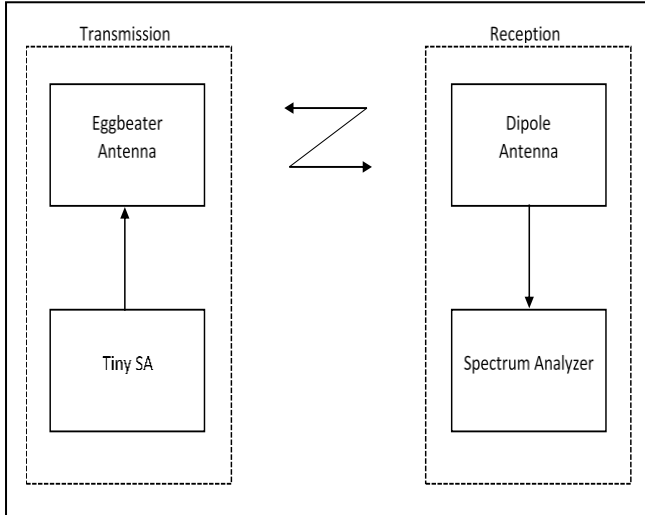 Transmission
Reception
Eggbeater
Antenna
Dipole
Antenna
Tiny SA
Spectrum Analyzer